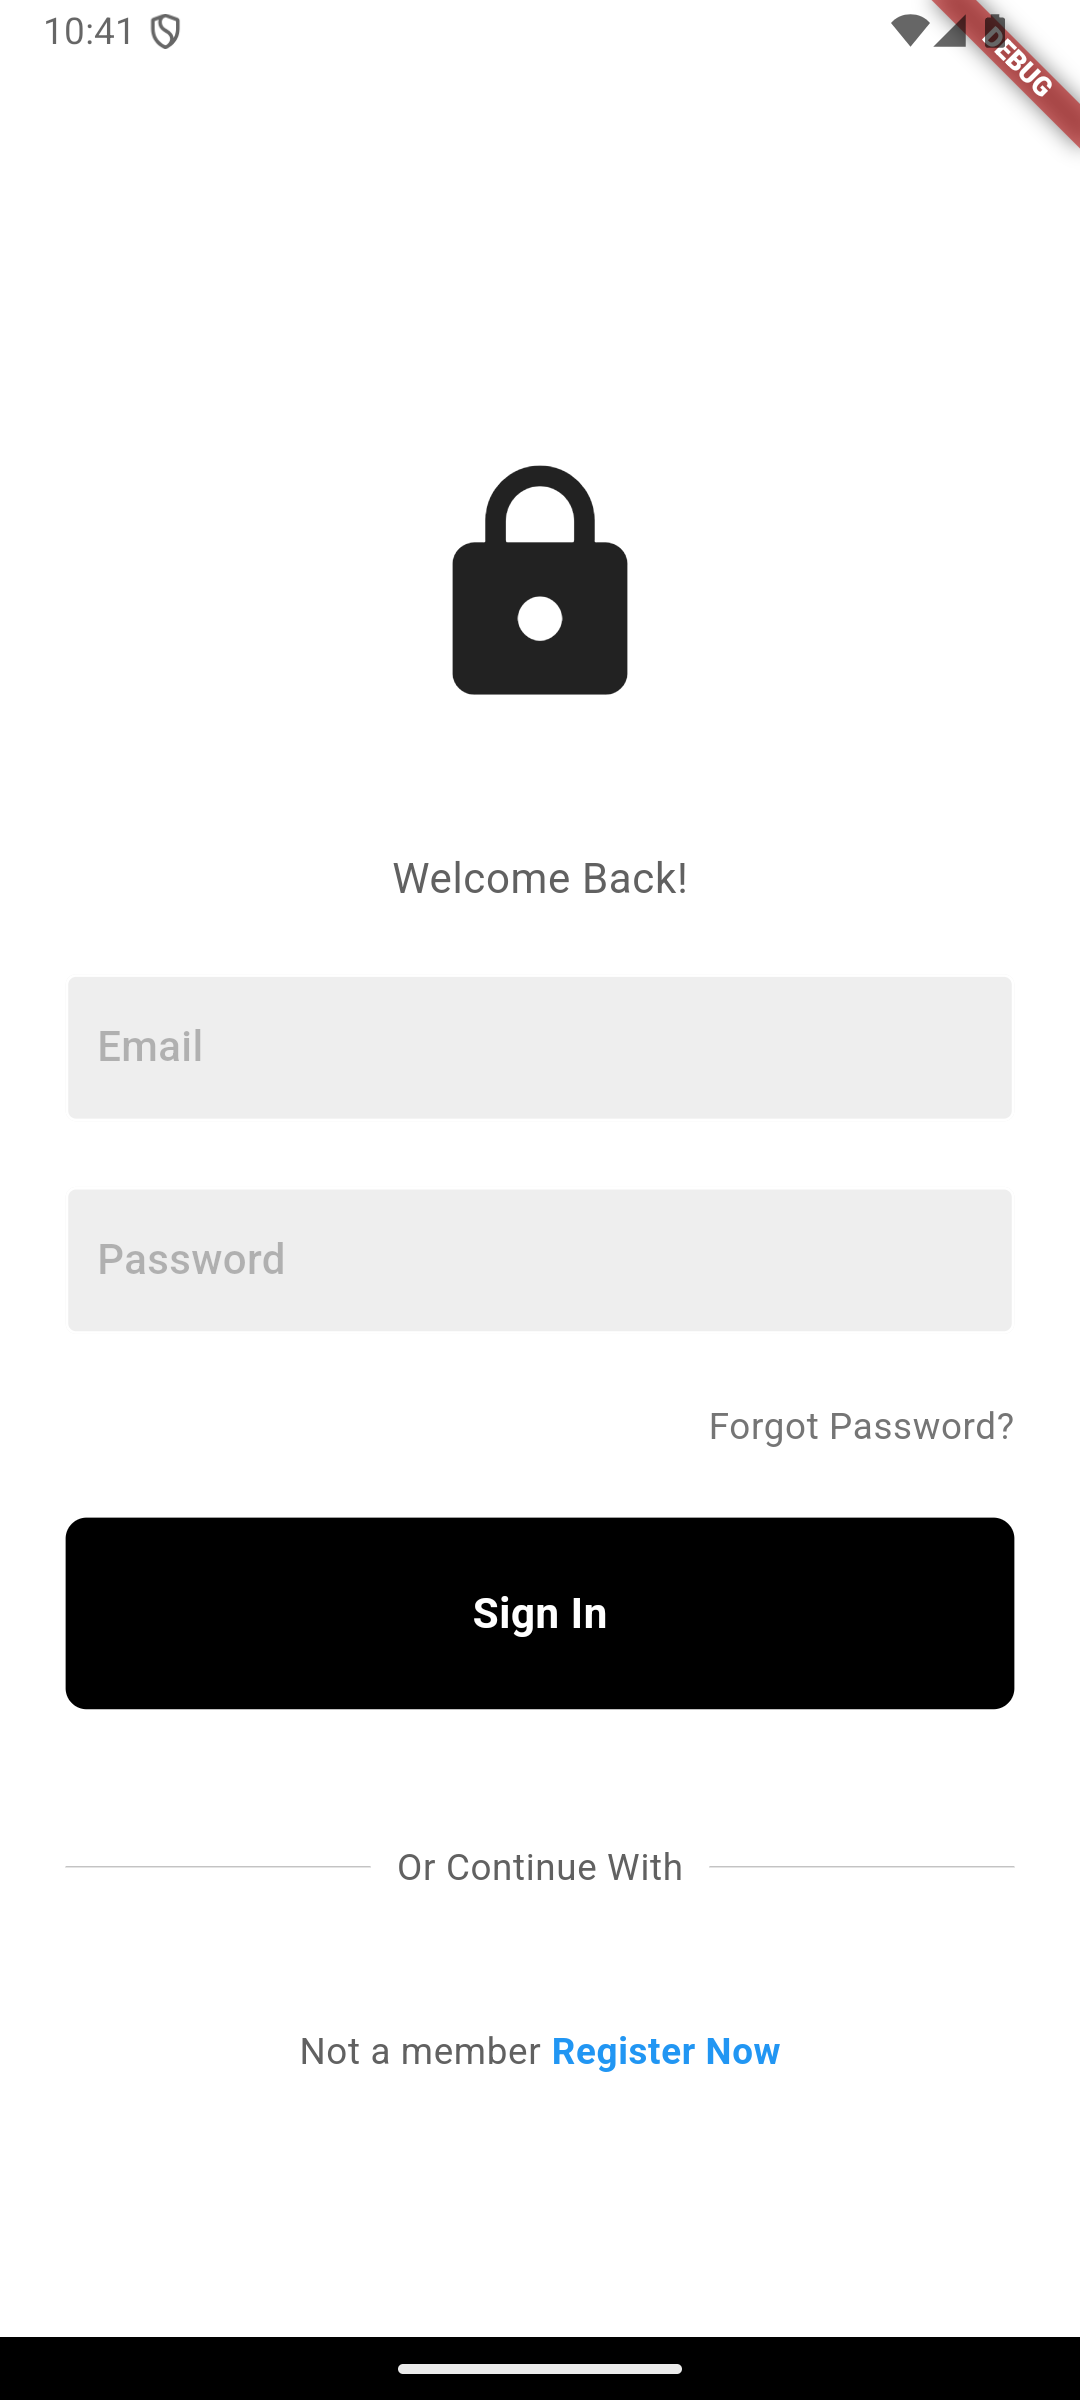 10:41
DEBUG
Welcome Back!
Email
Password
Forgot Password?
Sign In
Or Continue With
Not a member Register Now